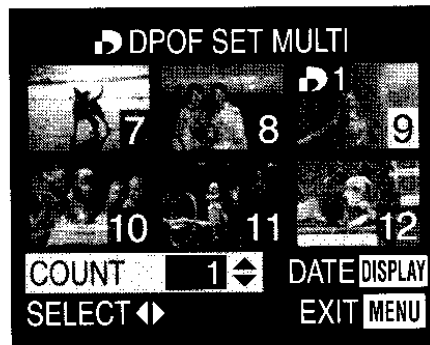 DPOF SET MULTI
1
7 8 9
10 11 12
COUNT 1 DATE DISPLAY
SELECT EXIT MENU